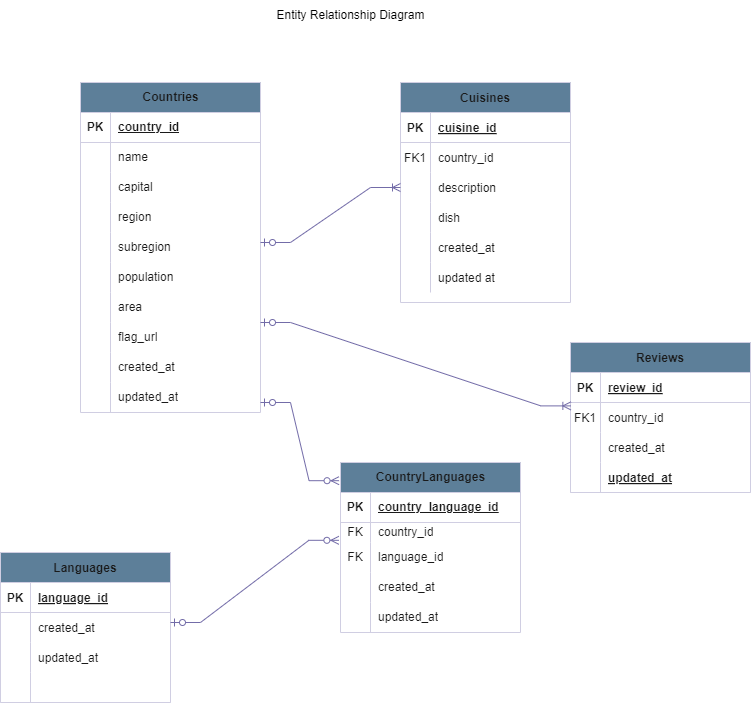 Entity Relationship Diagram
Countries
PK country_id
name
capital
region
subregion
population
area
flag_url
created_at
updated_at
Cuisines
PK cuisine_id
FK1 country_id
description
dish
created_at
updated at
Reviews
PK review_id
FK1 country_id
created_at
updated_at
CountryLanguages
PK country_language_id
FK country_id
FK language_id
created_at
updated_at
Languages
PK language_id
created_at
updated_at